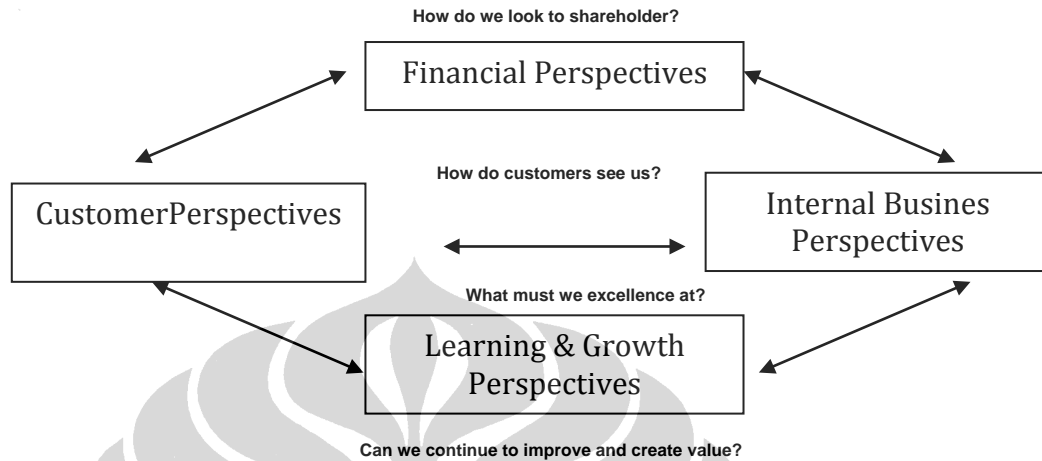 How do we look to shareholder?
Financial Perspectives
How do customers see us?
CustomerPerspectives
Internal Busines
Perspectives
What must we excellence at?
Learning & Growth
Perspectives
Can we continue to improve and create value?